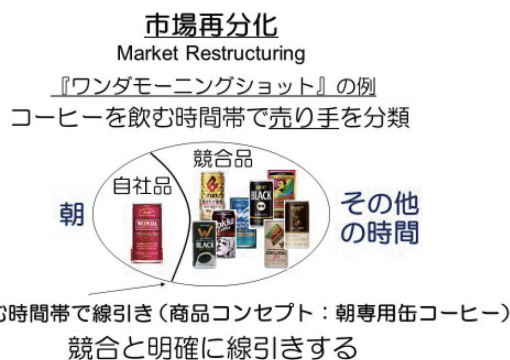 市場再分化
Market Restructuring
『ワンダモーニングショット』の例
コーヒーを飲む時間帯で売り手を分類
競合品
自社品
朝
WONDA
BLACK
BLACK
その他
の時間
む時間帯で線引き（商品コンセプト：朝専用缶コーヒー）
競合と明確に線引きする